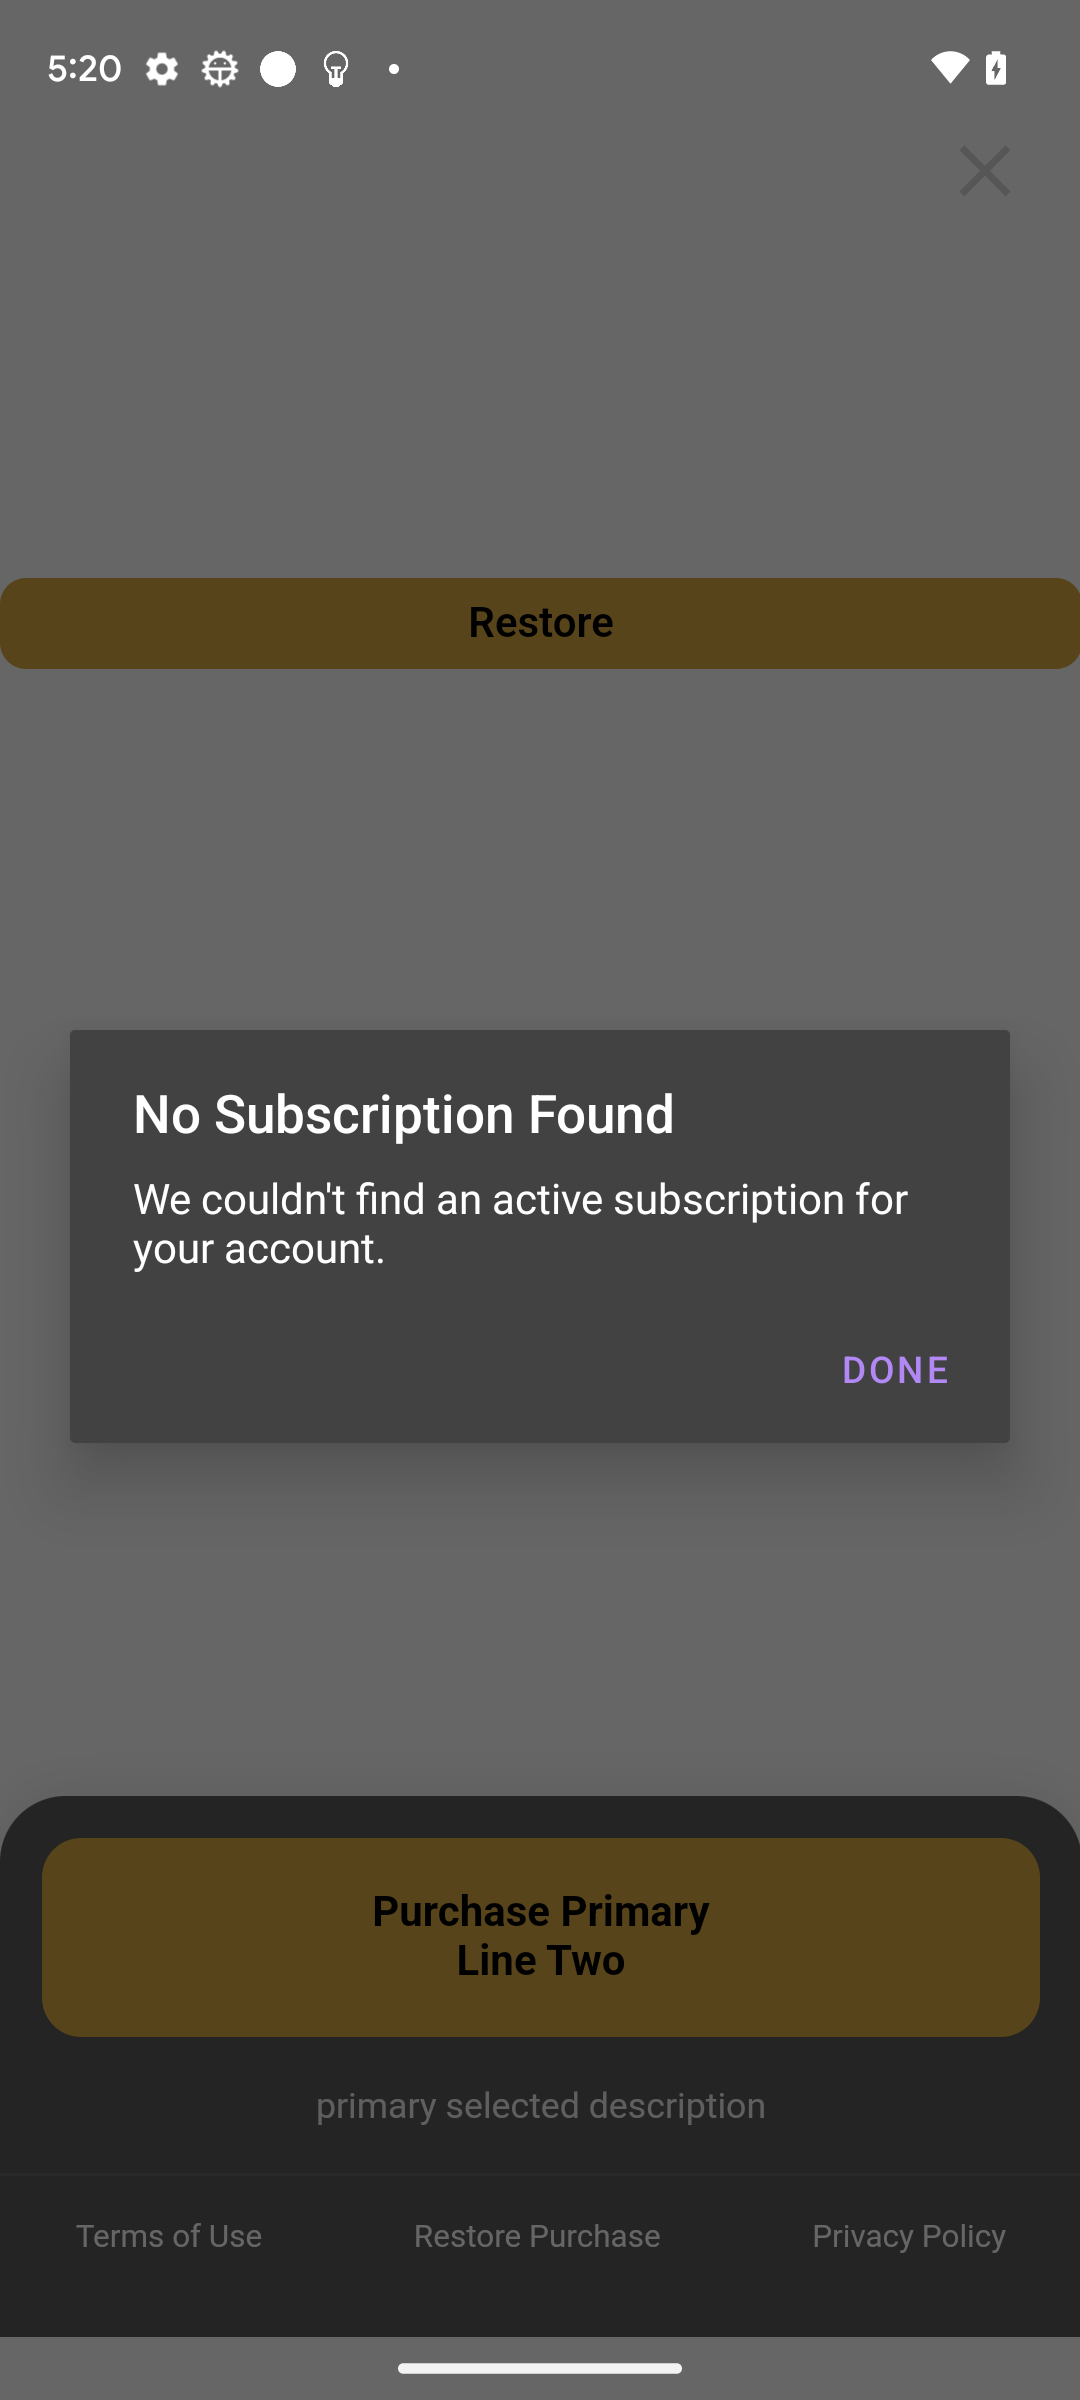 5:20
Restore
No Subscription Found
We couldn't find an active subscription for
your account.
DONE
Purchase Primary
Line Two
primary selected description
Terms of Use
Restore Purchase
Privacy Policy